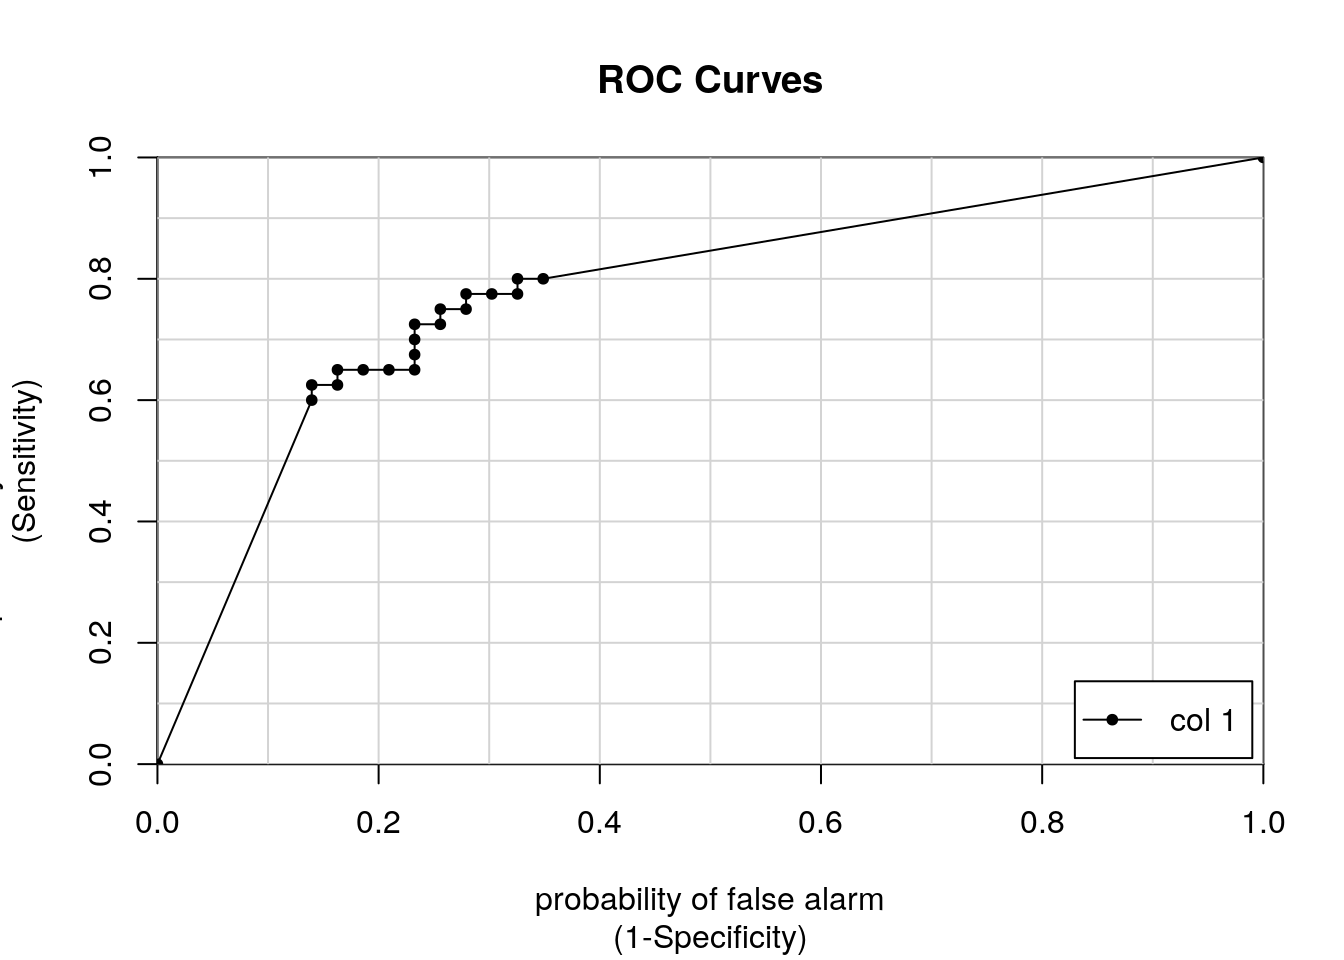 ROC Curves
(Sensitivity)
1.0
0.8
0.6
0.4
0.2
0.0
col 1
0.0 0.2 0.4 0.6 0.8 1.0
probability of false alarm
(1-Specificity)